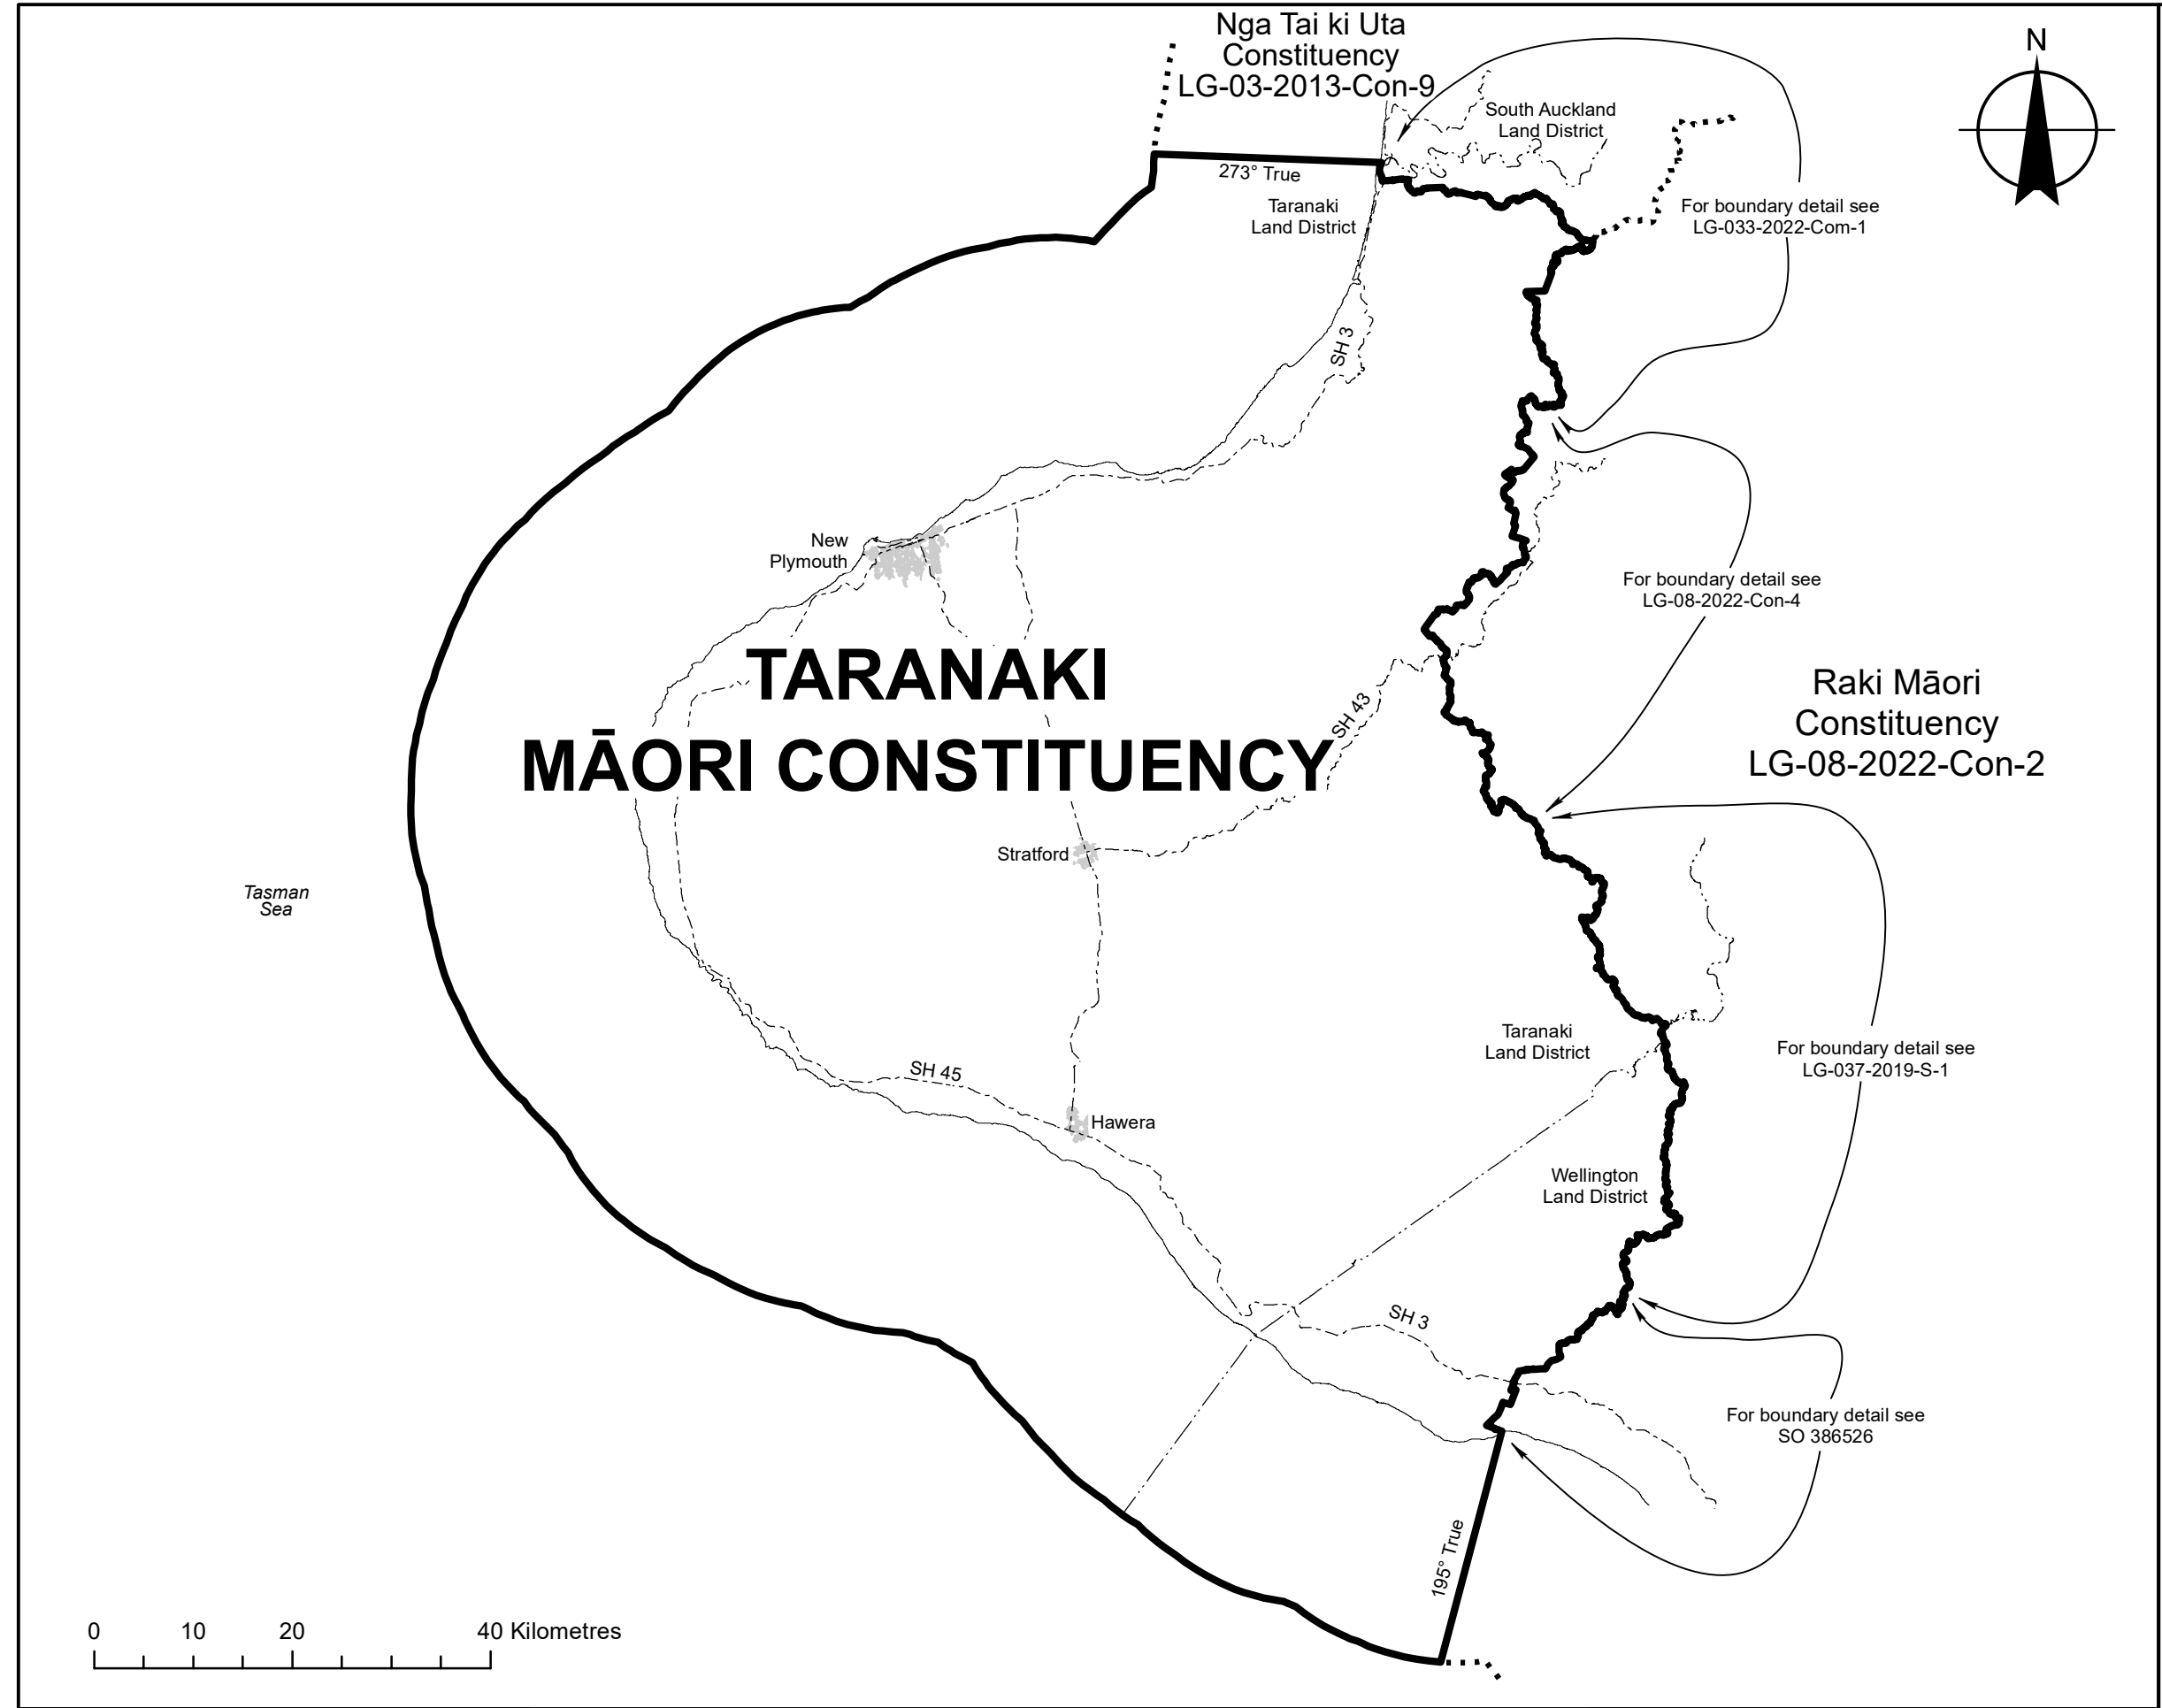 Nga Tai ki Uta
Constituency
LG-03-2013-Con-9
N
South Auckland
Land District
273° True
Taranaki
Land District
For boundary detail see
LG-033-2022-Com-1
SH 3
New
Plymouth
For boundary detail see
LG-08-2022-Con-4
TARANAKI
MĀORI CONSTITUENCY
SH 43
Raki Māori
Constituency
LG-08-2022-Con-2
Stratford
Tasman
Sea
Taranaki
Land District
For boundary detail see
LG-037-2019-S-1
SH 45
Hawera
Wellington
Land District
SH 3
For boundary detail see
SO 386526
195° True
0 10 20 40 Kilometres